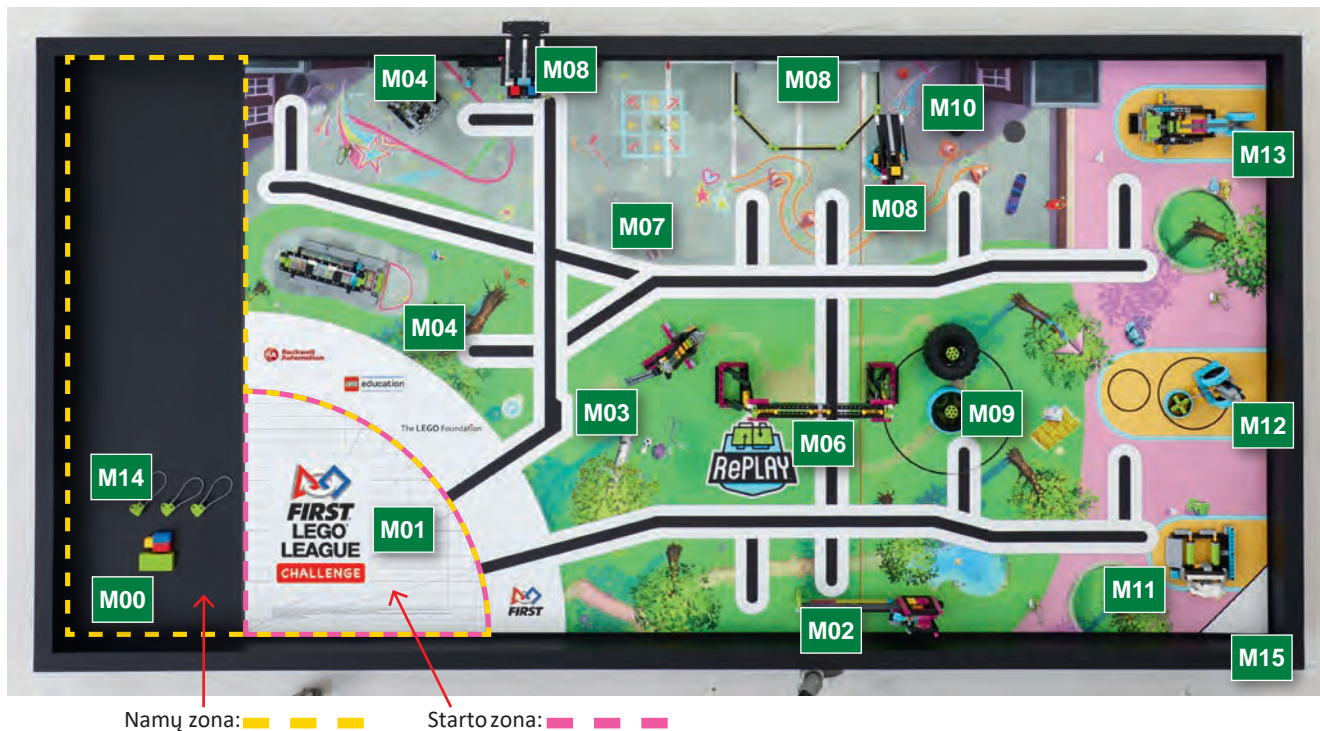 M04
M08
M08
M10
M13
M08
M07
M04
Rockwell
Automation
LEGO education
The LEGO Foundation
M03
M09
M12
M06
RePLAY
M14
FIRST
LEGO
LEAGUE
CHALLENGE
M01
M00
FIRST
M02
M11
M15
Namų zona:
Starto zona: